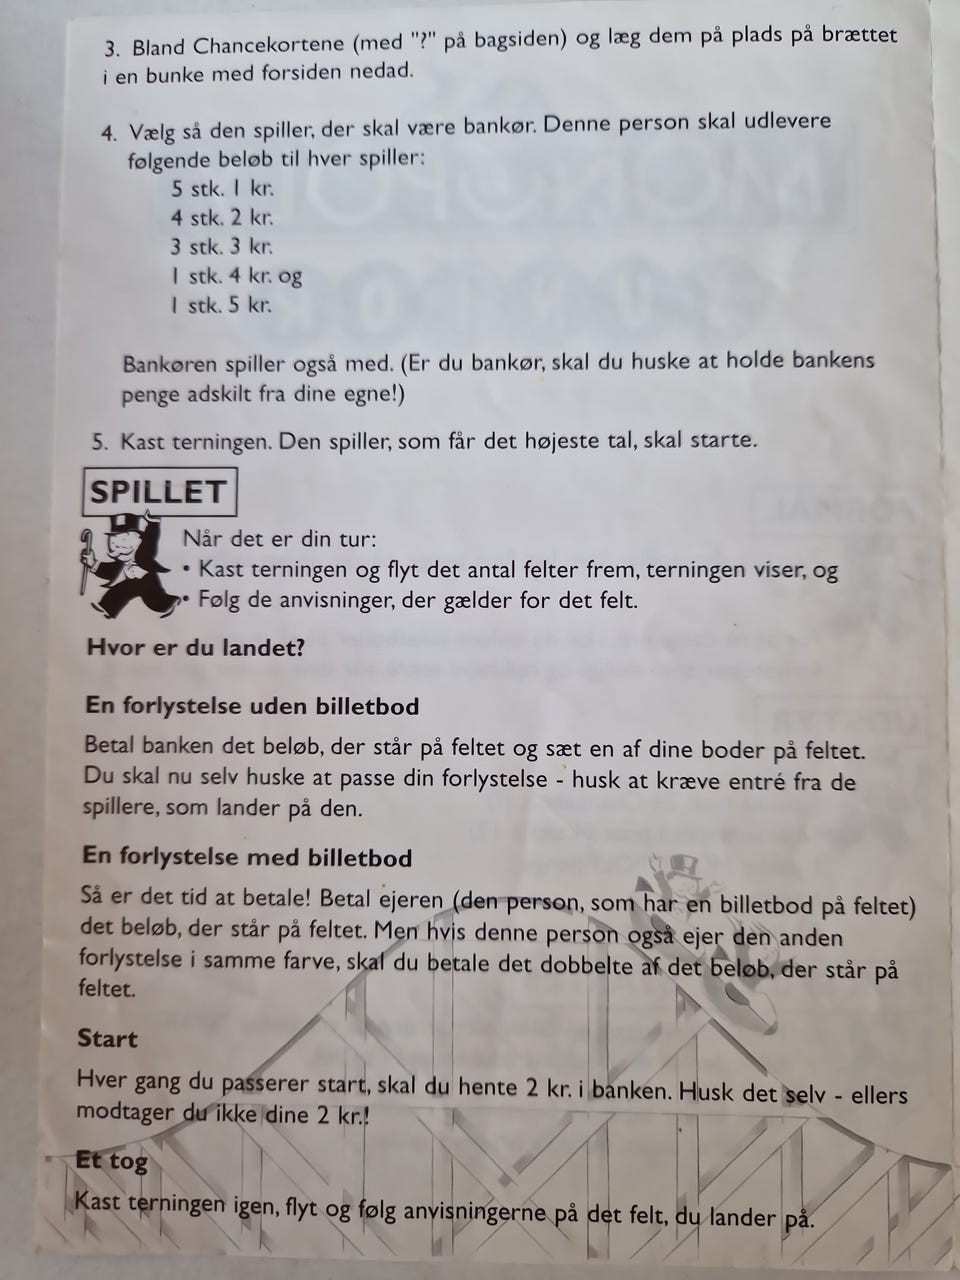 3. Bland Chancekortene (med "?" på bagsiden) og læg dem på plads på brættet
i en bunke med forsiden nedad.
4. Vælg så den spiller, der skal være bankør. Denne person skal udlevere
følgende beløb til hver spiller:
5 stk. 1 kr.
4 stk. 2 kr.
3 stk. 3 kr.
1 stk. 4 kr. og
1 stk. 5 kr.
Bankøren spiller også med. (Er du bankør, skal du huske at holde bankens
penge adskilt fra dine egne!)
5. Kast terningen. Den spiller, som får det højeste tal, skal starte.
SPILLET
Når det er din tur:
• Kast terningen og flyt det antal felter frem, terningen viser, og
• Følg de anvisninger, der gælder for det felt.
Hvor er du landet?
En forlystelse uden billetbod
Betal banken det beløb, der står på feltet og sæt en af dine boder på feltet.
Du skal nu selv huske at passe din forlystelse - husk at kræve entré fra de
spillere, som lander på den.
En forlystelse med billetbod
Så er det tid at betale! Betal ejeren (den person, som har en billetbod på feltet)
det beløb, der står på feltet. Men hvis denne person også ejer den anden
forlystelse i samme farve, skal du betale det dobbelte af det beløb, der står på
feltet.
Start
Hver gang du passerer start, skal du hente 2 kr. i banken. Husk det selv - ellers
modtager du ikke dine 2 kr.!
Et tog
Kast terningen igen, flyt og følg anvisningerne på det felt, du lander på.